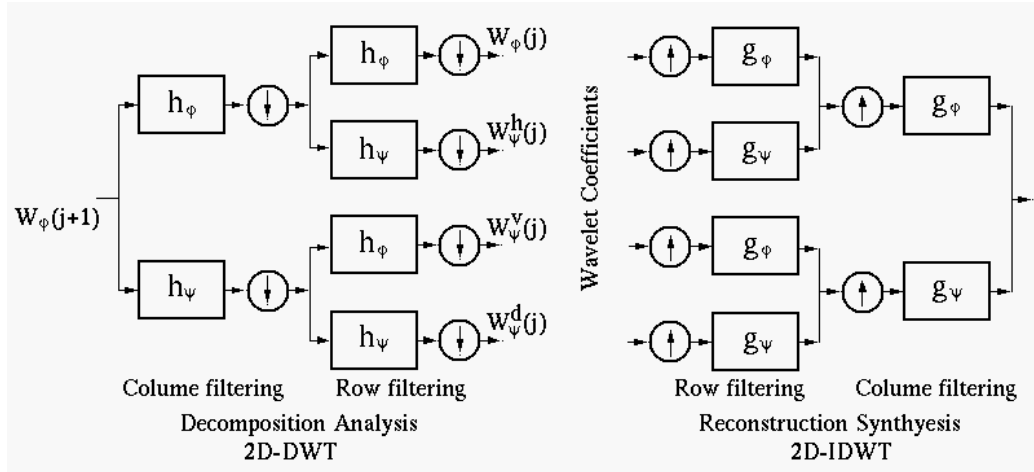 W_φ(j+1)
h_φ
h_ψ
h_φ
h_ψ
h_φ
h_ψ
W_φ(j)
W_ψ^h(j)
W_ψ^v(j)
W_ψ^d(j)
Colume filtering
Row filtering
Decomposition Analysis
2D-DWT
Wavelet Coefficients
g_φ
g_ψ
g_φ
g_ψ
g_φ
g_ψ
Row filtering
Colume filtering
Reconstruction Synthyesis
2D-IDWT